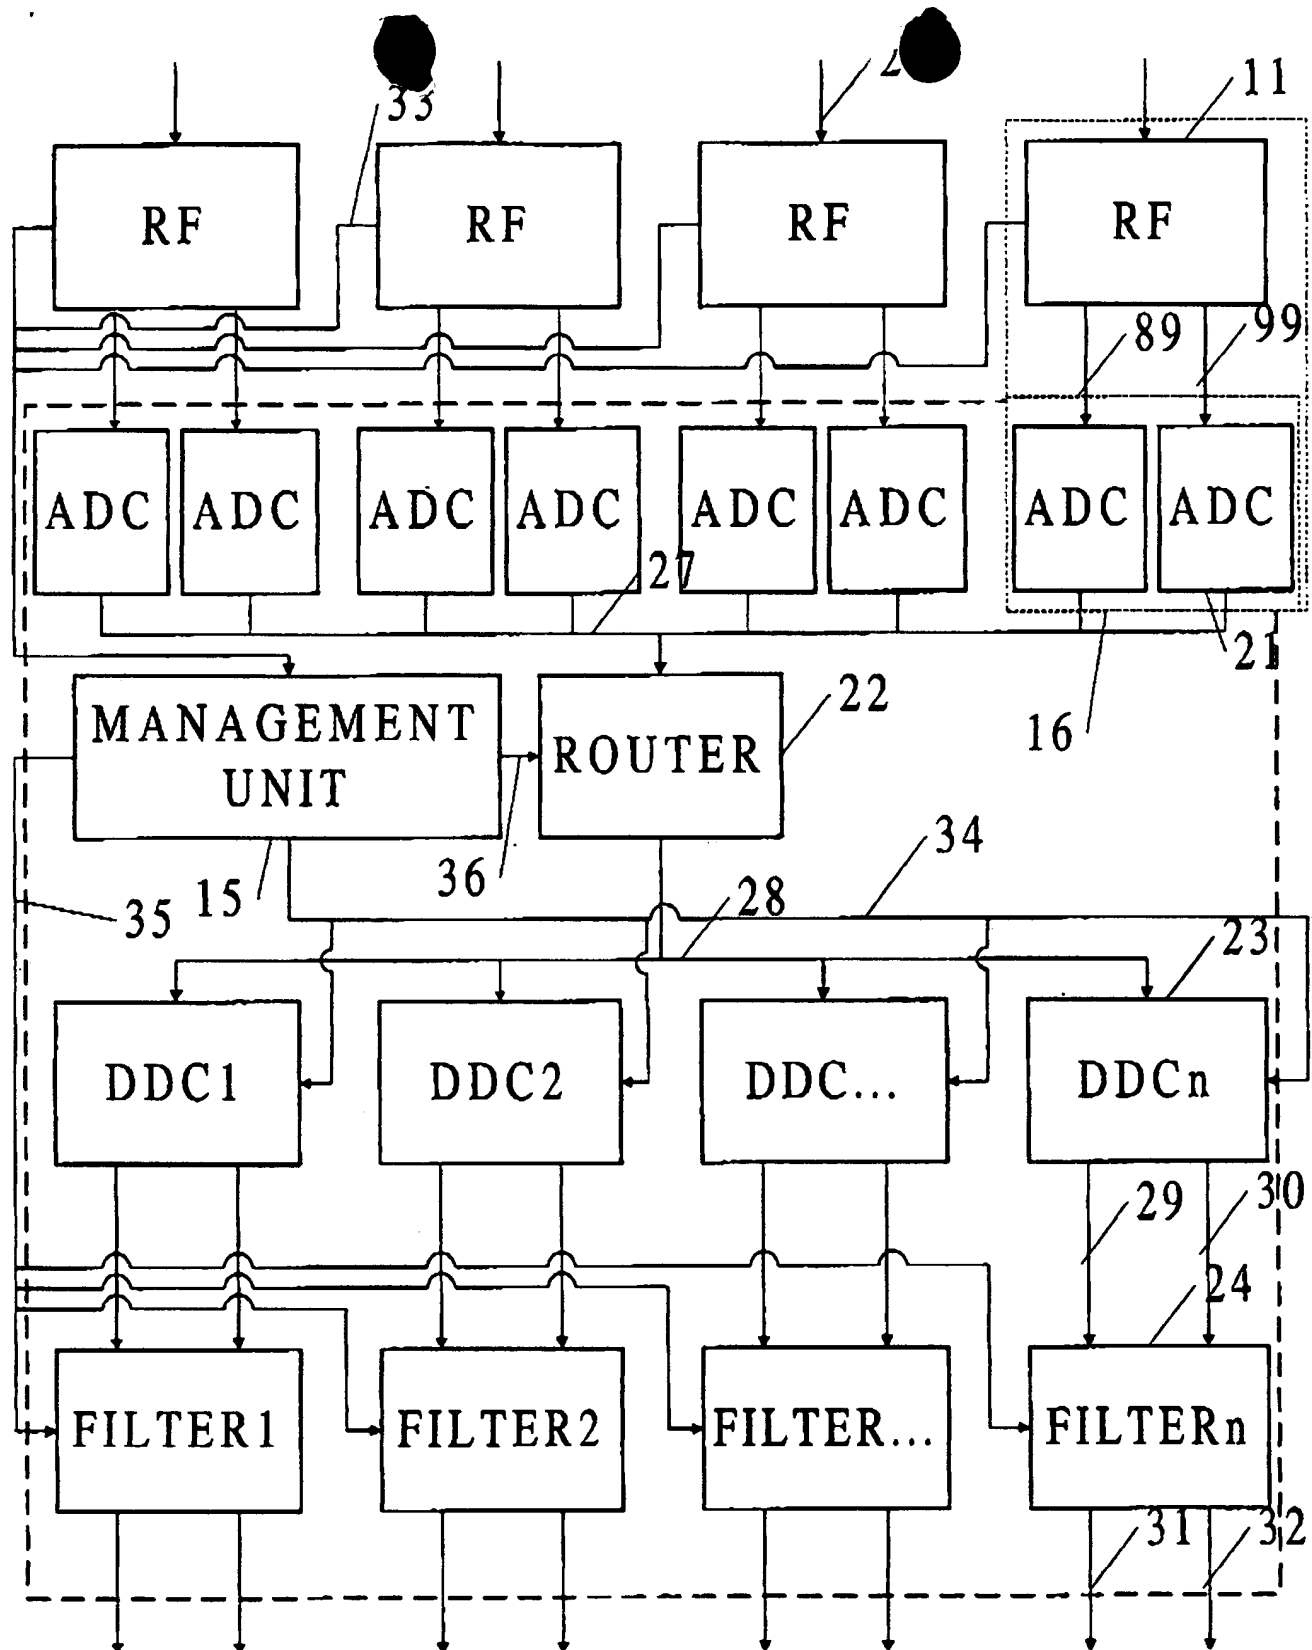 11
33
RF RF RF RF
89 99
ADC ADC ADC ADC ADC ADC ADC ADC
27
21
16
22
MANAGEMENT
UNIT
ROUTER
36
15
35
34
28
23
DDC1 DDC2 DDC... DDCn
29 30
24
FILTER1 FILTER2 FILTER... FILTERn
31 32